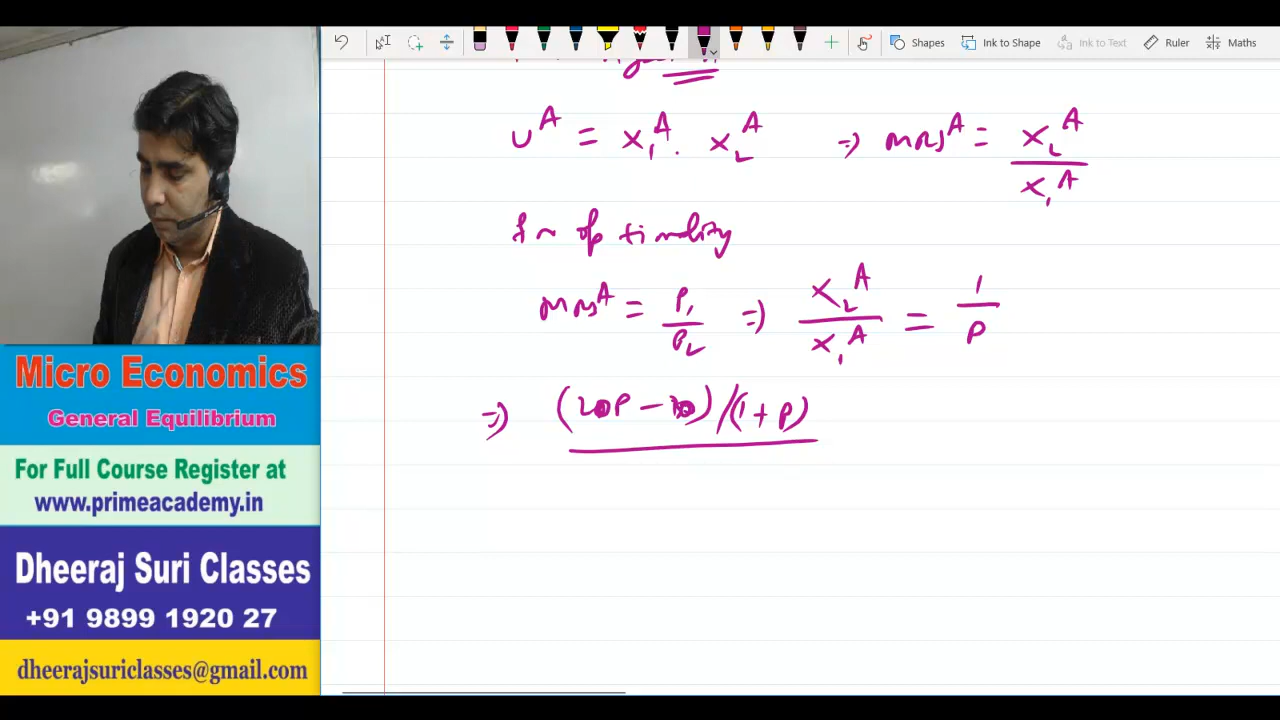 Shapes
Ink to Shape
Ink to Text
Ruler
Maths
U^A = x₁^A . x₂^A ⇒ MRS^A = x₂^A / x₁^A
for optimality
MRS^A = P₁ / P₂ ⇒ x₂^A / x₁^A = 1 / P
⇒ (20P - 10) / (1 + P)
Micro Economics
General Equilibrium
For Full Course Register at
www.primeacademy.in
Dheeraj Suri Classes
+91 9899 1920 27
dheerajsuriclasses@gmail.com